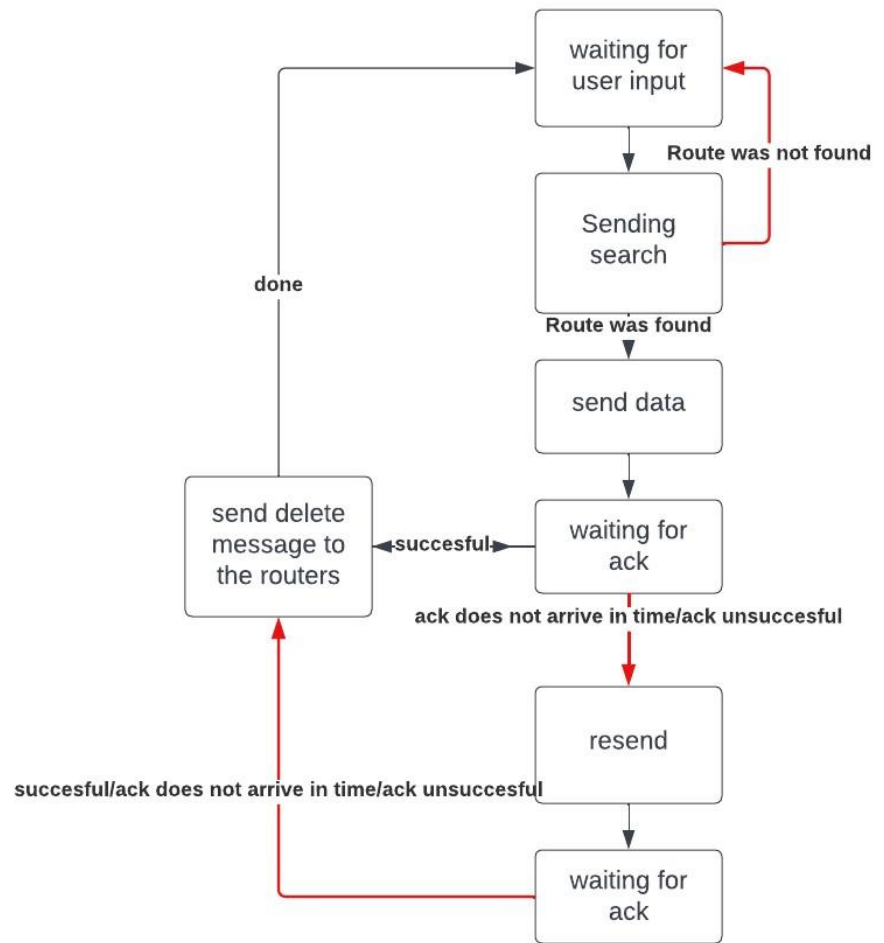 waiting for
user input
Route was not found
Sending
search
done
Route was found
send data
send delete
message to
the routers
succesful
waiting for
ack
ack does not arrive in time/ack unsuccesful
resend
succesful/ack does not arrive in time/ack unsuccesful
waiting for
ack